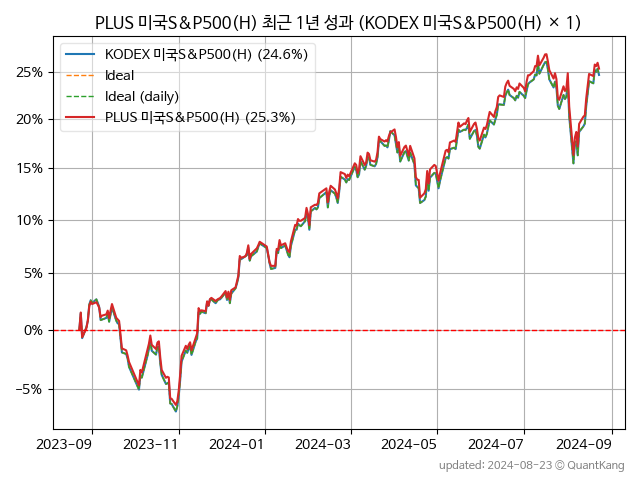 PLUS 미국S&P500(H) 최근 1년 성과 (KODEX 미국S&P500(H) × 1)
KODEX 미국S&P500(H) (24.6%)
Ideal
Ideal (daily)
PLUS 미국S&P500(H) (25.3%)
25%
20%
15%
10%
5%
0%
−5%
2023−09 2023−11 2024−01 2024−03 2024−05 2024−07 2024−09
updated: 2024-08-23 © QuantKang